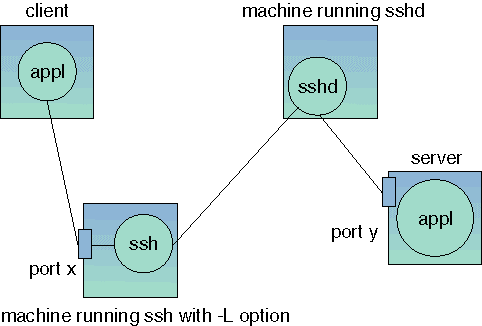 client
machine running sshd
appl
sshd
server
appl
port y
ssh
port x
machine running ssh with -L option